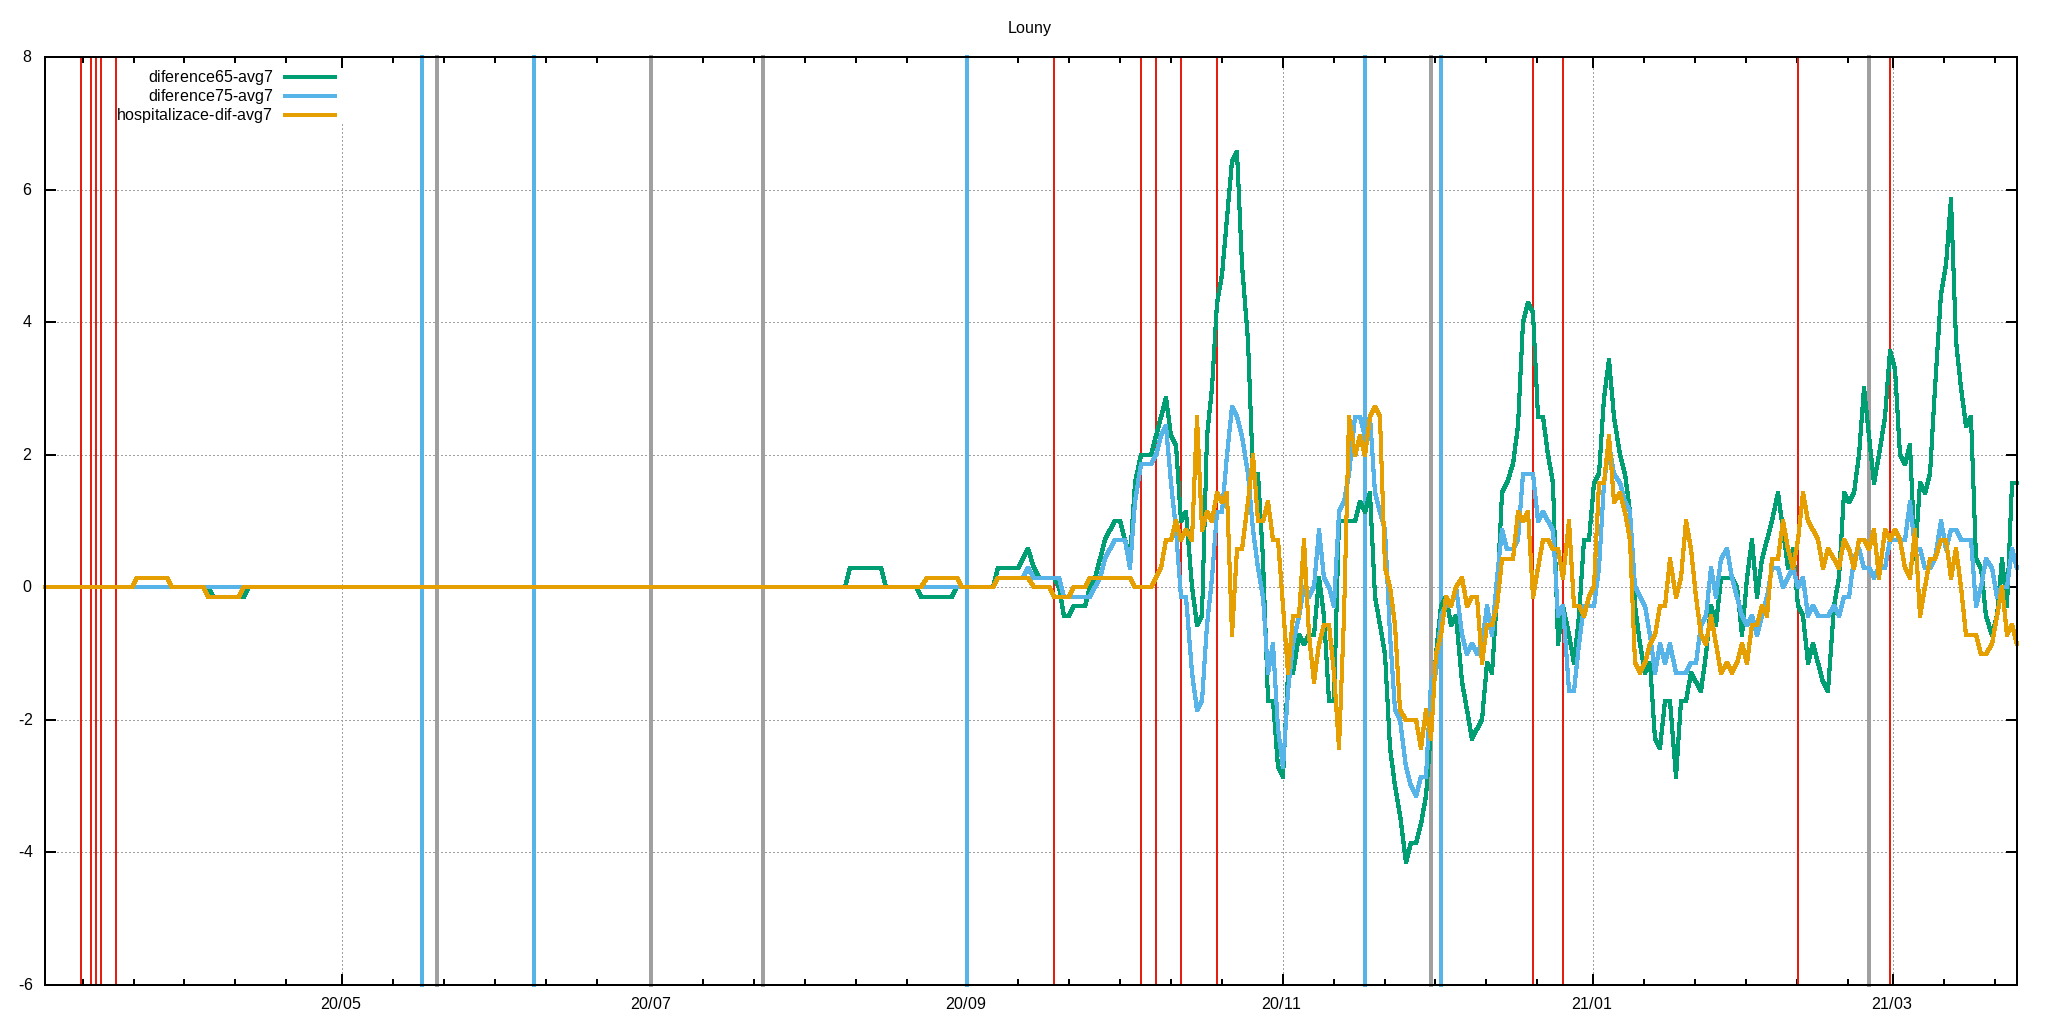 Louny
8
diference65-avg7
diference75-avg7
hospitalizace-dif-avg7
6
4
2
0
-2
-4
-6
20/05 20/07 20/09 20/11 21/01 21/03